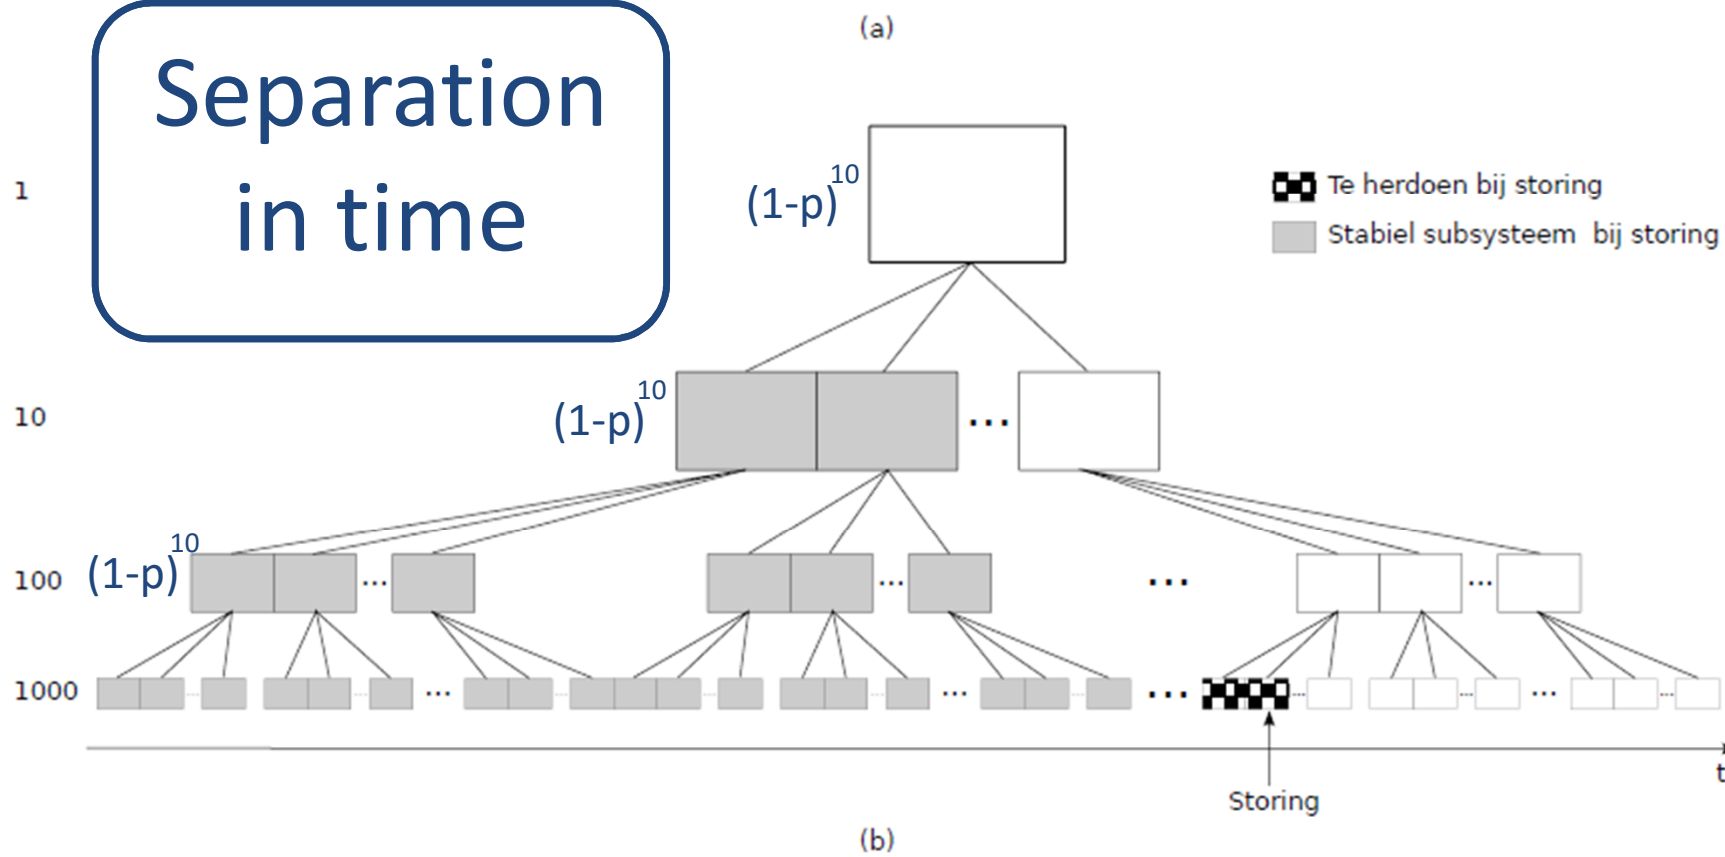 (a)
Separation
in time
1
(1-p)^10
Te herdoen bij storing
Stabiel subsysteem bij storing
10
(1-p)^10
...
100
(1-p)^10
...
...
...
...
1000
...
...
...
...
t
Storing
(b)